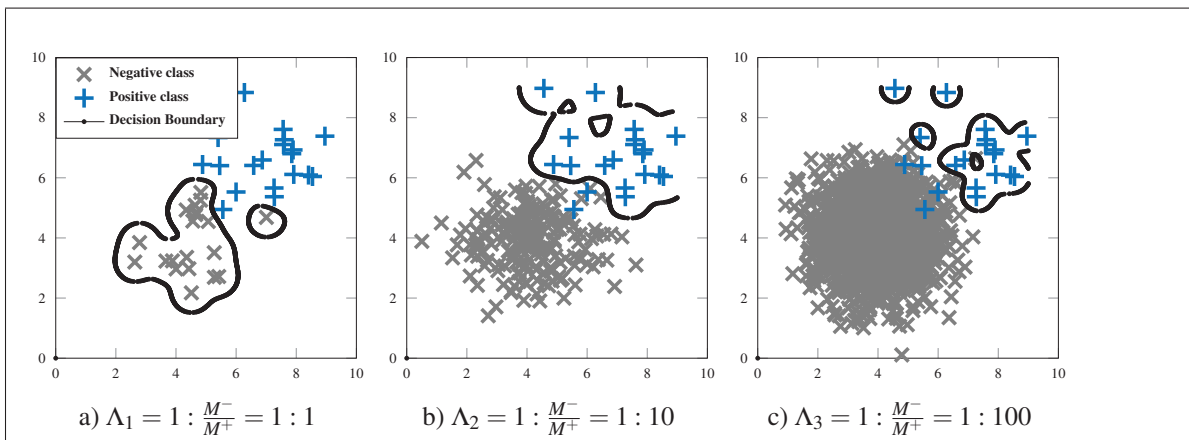 Negative class
Positive class
Decision Boundary
10
8
6
4
2
0
0 2 4 6 8 10
a) Λ₁ = 1 : M⁻/M⁺ = 1 : 1
10
8
6
4
2
0
0 2 4 6 8 10
b) Λ₂ = 1 : M⁻/M⁺ = 1 : 10
10
8
6
4
2
0
0 2 4 6 8 10
c) Λ₃ = 1 : M⁻/M⁺ = 1 : 100